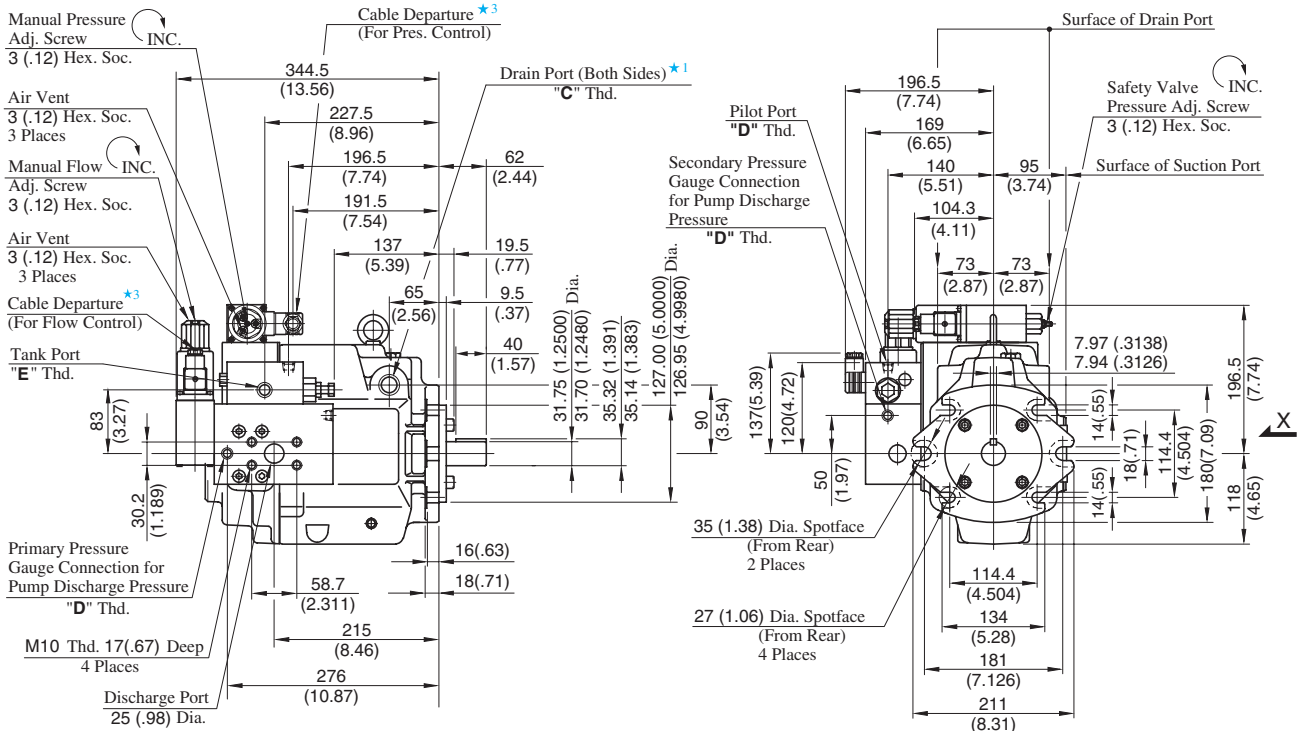 Manual Pressure
Adj. Screw
INC.
3 (.12) Hex. Soc.
Air Vent
3 (.12) Hex. Soc.
3 Places
Manual Flow
INC.
Adj. Screw
3 (.12) Hex. Soc.
Air Vent
3 (.12) Hex. Soc.
3 Places
Cable Departure ★3
(For Flow Control)
Tank Port
"E" Thd.
83
(3.27)
30.2
(1.189)
Primary Pressure
Gauge Connection for
Pump Discharge Pressure
"D" Thd.
M10 Thd. 17(.67) Deep
4 Places
Discharge Port
25 (.98) Dia.
Cable Departure ★3
(For Pres. Control)
344.5
(13.56)
Drain Port (Both Sides) ★1
"C" Thd.
227.5
(8.96)
196.5
(7.74)
62
(2.44)
191.5
(7.54)
137
(5.39)
19.5
(.77)
65
(2.56)
9.5
(.37)
40
(1.57)
31.75 (1.2500) Dia.
31.70 (1.2480)
35.32 (1.391)
35.14 (1.383)
127.00 (5.0000) Dia.
126.95 (4.9980)
90
(3.54)
16(.63)
18(.71)
58.7
(2.311)
215
(8.46)
276
(10.87)
Surface of Drain Port
196.5
(7.74)
Safety Valve
INC.
Pressure Adj. Screw
3 (.12) Hex. Soc.
Pilot Port
"D" Thd.
169
(6.65)
Secondary Pressure
Gauge Connection
for Pump Discharge
Pressure
"D" Thd.
140
(5.51)
95
(3.74)
Surface of Suction Port
104.3
(4.11)
73
(2.87)
73
(2.87)
7.97 (.3138)
7.94 (.3126)
196.5
(7.74)
137(5.39)
120(4.72)
50
(1.97)
14(.55)
18(.71)
114.4
(4.504)
180(7.09)
14(.55)
118
(4.65)
X
35 (1.38) Dia. Spotface
(From Rear)
2 Places
27 (1.06) Dia. Spotface
(From Rear)
4 Places
114.4
(4.504)
134
(5.28)
181
(7.126)
211
(8.31)